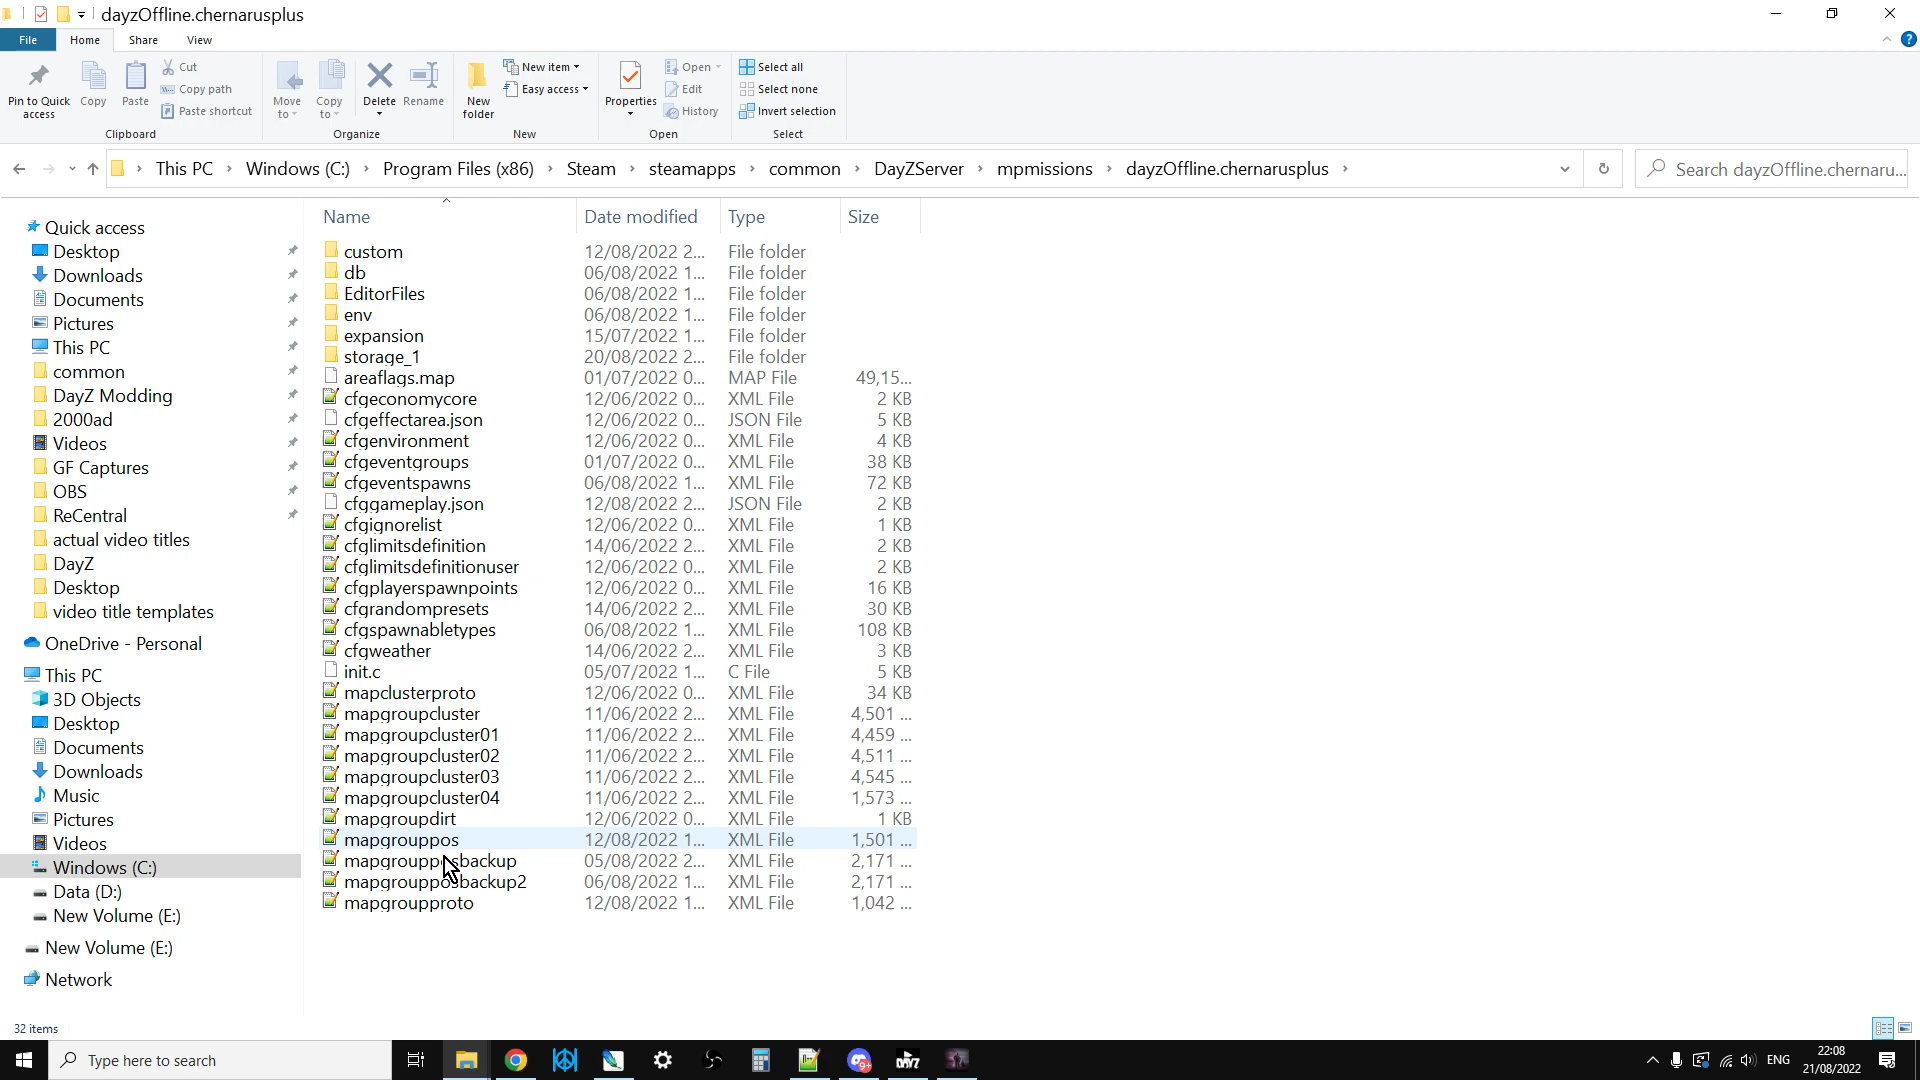 dayzOffline.chernarusplus
File
Home
Share
View
Pin to Quick access
Copy
Paste
Cut
Copy path
Paste shortcut
Clipboard
Move to
Copy to
Delete
Rename
Organize
New folder
New item
Easy access
New
Properties
Open
Edit
History
Open
Select all
Select none
Invert selection
Select
This PC
Windows (C:)
Program Files (x86)
Steam
steamapps
common
DayZServer
mpmissions
dayzOffline.chernarusplus
Search dayzOffline.chernaru...
Quick access
Desktop
Downloads
Documents
Pictures
This PC
common
DayZ Modding
2000ad
Videos
GF Captures
OBS
ReCentral
actual video titles
DayZ
Desktop
video title templates
OneDrive - Personal
This PC
3D Objects
Desktop
Documents
Downloads
Music
Pictures
Videos
Windows (C:)
Data (D:)
New Volume (E:)
New Volume (E:)
Network
Name Date modified Type Size
custom 12/08/2022 2... File folder
db 06/08/2022 1... File folder
EditorFiles 06/08/2022 1... File folder
env 06/08/2022 1... File folder
expansion 15/07/2022 1... File folder
storage_1 20/08/2022 2... File folder
areaflags.map 01/07/2022 0... MAP File 49,15...
cfgeconomycore 12/06/2022 0... XML File 2 KB
cfgeffectarea.json 12/06/2022 0... JSON File 5 KB
cfgenvironment 12/06/2022 0... XML File 4 KB
cfgeventgroups 01/07/2022 0... XML File 38 KB
cfgeventspawns 06/08/2022 1... XML File 72 KB
cfggameplay.json 12/08/2022 2... JSON File 2 KB
cfgignorelist 12/06/2022 0... XML File 1 KB
cfglimitsdefinition 14/06/2022 2... XML File 2 KB
cfglimitsdefinitionuser 12/06/2022 0... XML File 2 KB
cfgplayerspawnpoints 12/06/2022 0... XML File 16 KB
cfgrandompresets 14/06/2022 2... XML File 30 KB
cfgspawnabletypes 06/08/2022 1... XML File 108 KB
cfgweather 14/06/2022 2... XML File 3 KB
init.c 05/07/2022 1... C File 5 KB
mapclusterproto 12/06/2022 0... XML File 34 KB
mapgroupcluster 11/06/2022 2... XML File 4,501 ...
mapgroupcluster01 11/06/2022 2... XML File 4,459 ...
mapgroupcluster02 11/06/2022 2... XML File 4,511 ...
mapgroupcluster03 11/06/2022 2... XML File 4,545 ...
mapgroupcluster04 11/06/2022 2... XML File 1,573 ...
mapgroupdirt 12/06/2022 0... XML File 1 KB
mapgrouppos 12/08/2022 1... XML File 1,501 ...
mapgroupposbackup 05/08/2022 2... XML File 2,171 ...
mapgroupposbackup2 06/08/2022 1... XML File 2,171 ...
mapgroupproto 12/08/2022 1... XML File 1,042 ...
32 items
Type here to search
DAYZ
ENG
22:08
21/08/2022